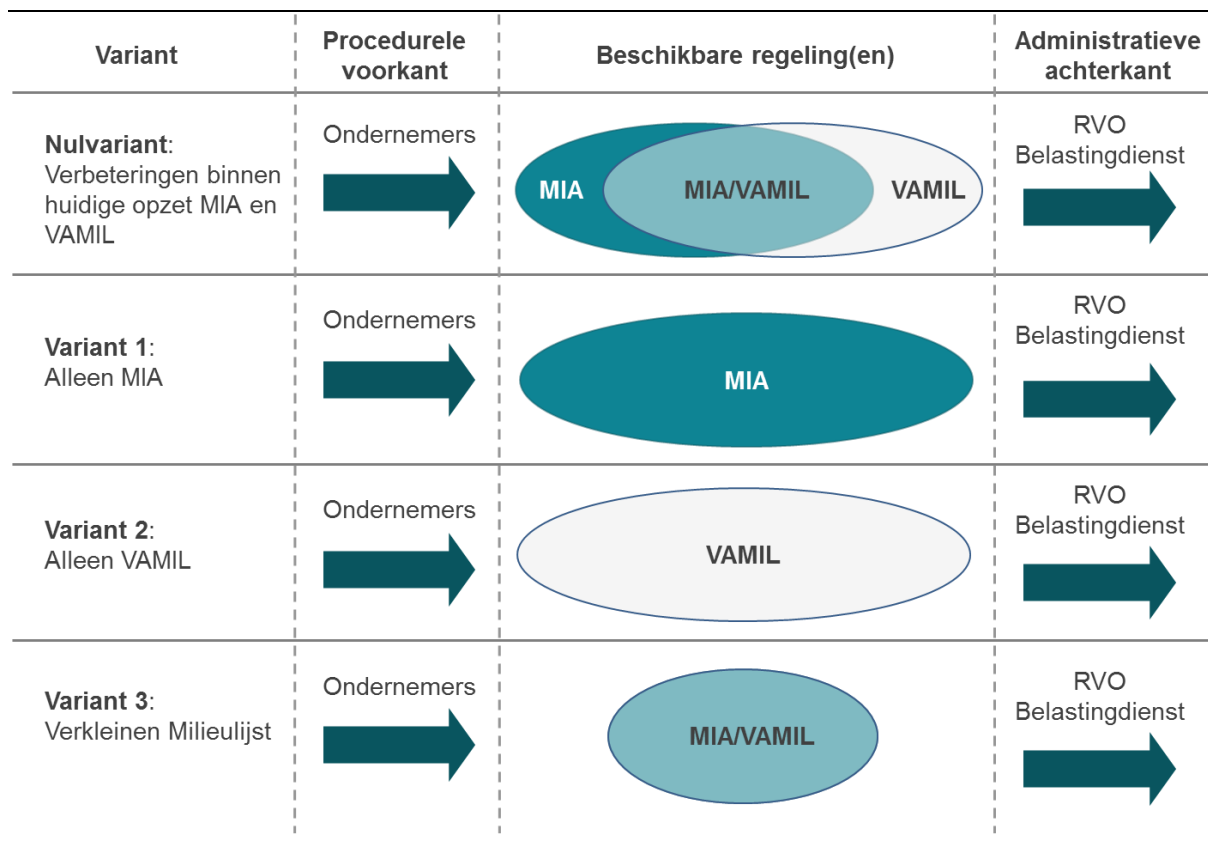 Variant
Procedurele
voorkant
Beschikbare regeling(en)
Administratieve
achterkant
Nulvariant:
Verbeteringen binnen
huidige opzet MIA en
VAMIL
Ondernemers
MIA
MIA/VAMIL
VAMIL
RVO
Belastingdienst
Variant 1:
Alleen MIA
Ondernemers
MIA
RVO
Belastingdienst
Variant 2:
Alleen VAMIL
Ondernemers
VAMIL
RVO
Belastingdienst
Variant 3:
Verkleinen Milieulijst
Ondernemers
MIA/VAMIL
RVO
Belastingdienst